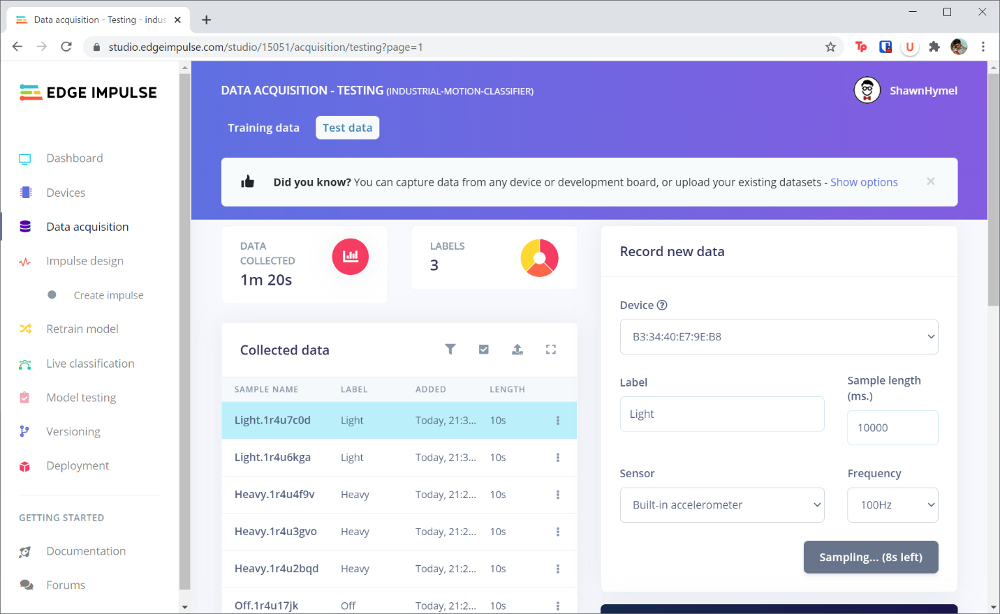 Data acquisition - Testing - indus
studio.edgeimpulse.com/studio/15051/acquisition/testing?page=1
Tp
U
EDGE IMPULSE
Dashboard
Devices
Data acquisition
Impulse design
Create impulse
Retrain model
Live classification
Model testing
Versioning
Deployment
GETTING STARTED
Documentation
Forums
DATA ACQUISITION - TESTING (INDUSTRIAL-MOTION-CLASSIFIER)
ShawnHymel
Training data
Test data
Did you know? You can capture data from any device or development board, or upload your existing datasets - Show options
DATA
COLLECTED
1m 20s
LABELS
3
Collected data
SAMPLE NAME LABEL ADDED LENGTH
Light.1r4u7c0d Light Today, 21:3... 10s
Light.1r4u6kga Light Today, 21:3... 10s
Heavy.1r4u4f9v Heavy Today, 21:2... 10s
Heavy.1r4u3gvo Heavy Today, 21:2... 10s
Heavy.1r4u2bqd Heavy Today, 21:2... 10s
Off.1r4u17jk Off Today, 21:2... 10s
Record new data
Device
B3:34:40:E7:9E:B8
Label
Light
Sample length
(ms.)
10000
Sensor
Built-in accelerometer
Frequency
100Hz
Sampling... (8s left)